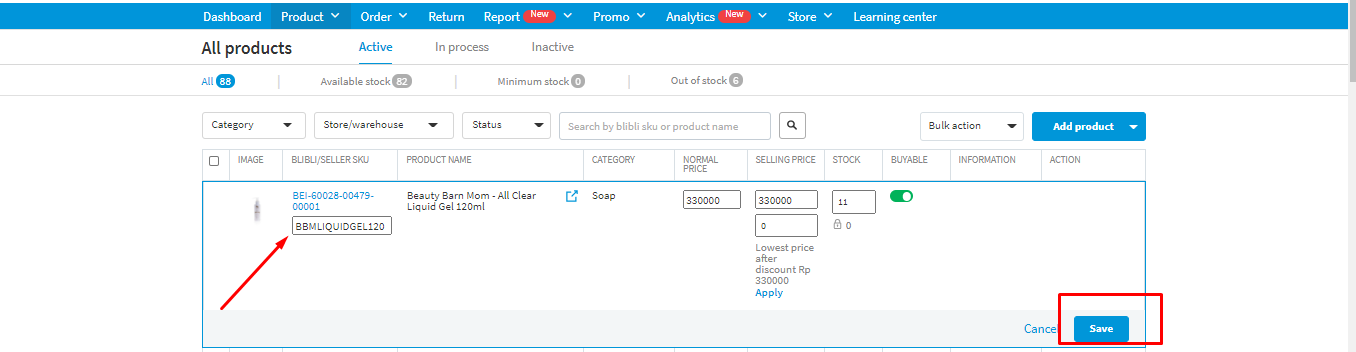 Dashboard Product Order Return Report New Promo Analytics New Store Learning center
All products Active In process Inactive
All 88 Available stock 82 Minimum stock 0 Out of stock 6
Category Store/warehouse Status Search by blibli sku or product name Bulk action Add product
IMAGE BLIBLI/SELLER SKU PRODUCT NAME CATEGORY NORMAL PRICE SELLING PRICE STOCK BUYABLE INFORMATION ACTION
BEI-60028-00479-
00001
BBMLIQUIDGEL120
Beauty Barn Mom - All Clear
Liquid Gel 120ml
Soap
330000
330000
0
Lowest price
after
discount Rp
330000
Apply
11
0
Cancel Save